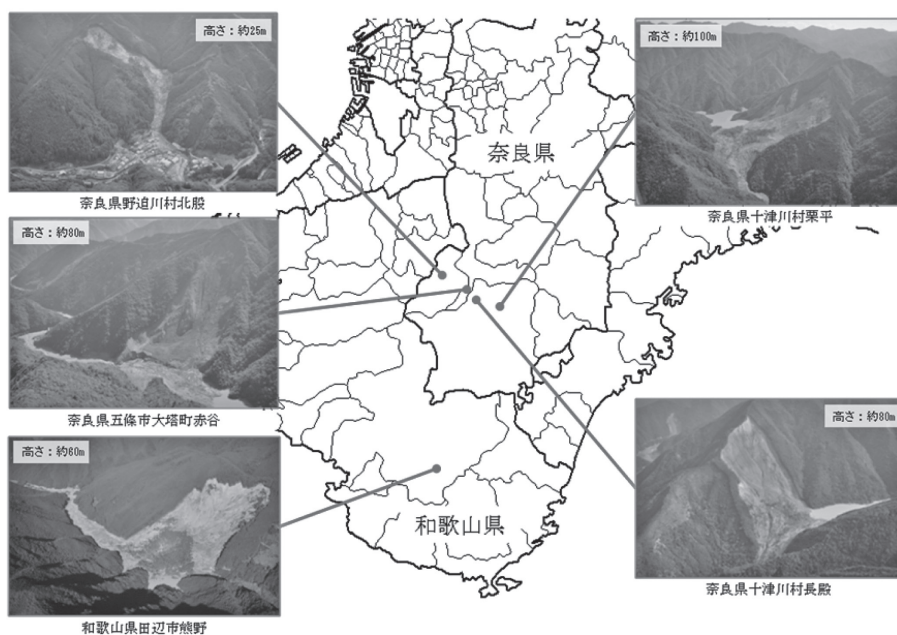 高さ：約25m
奈良県野迫川村北股
高さ：約80m
奈良県五條市大塔町赤谷
高さ：約60m
和歌山県田辺市熊野
奈良県
和歌山県
高さ：約100m
奈良県十津川村栗平
高さ：約80m
奈良県十津川村長殿